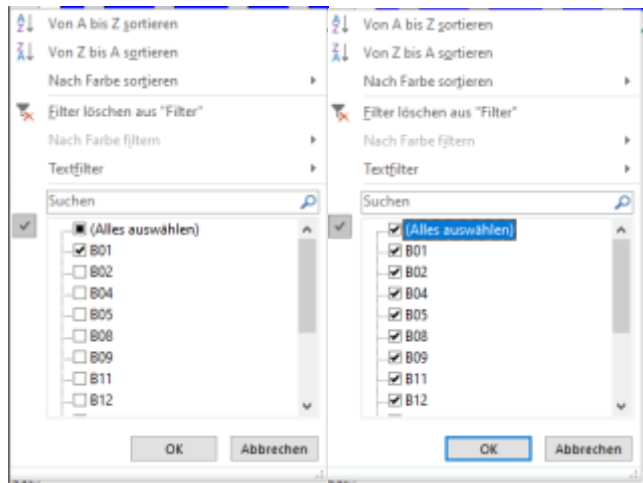 Von A bis Z sortieren
Von Z bis A sortieren
Nach Farbe sortieren
Filter löschen aus "Filter"
Nach Farbe filtern
Textfilter
Suchen
(Alles auswählen)
B01
B02
B04
B05
B08
B09
B11
B12
OK Abbrechen
Von A bis Z sortieren
Von Z bis A sortieren
Nach Farbe sortieren
Filter löschen aus "Filter"
Nach Farbe filtern
Textfilter
Suchen
(Alles auswählen)
B01
B02
B04
B05
B08
B09
B11
B12
OK Abbrechen